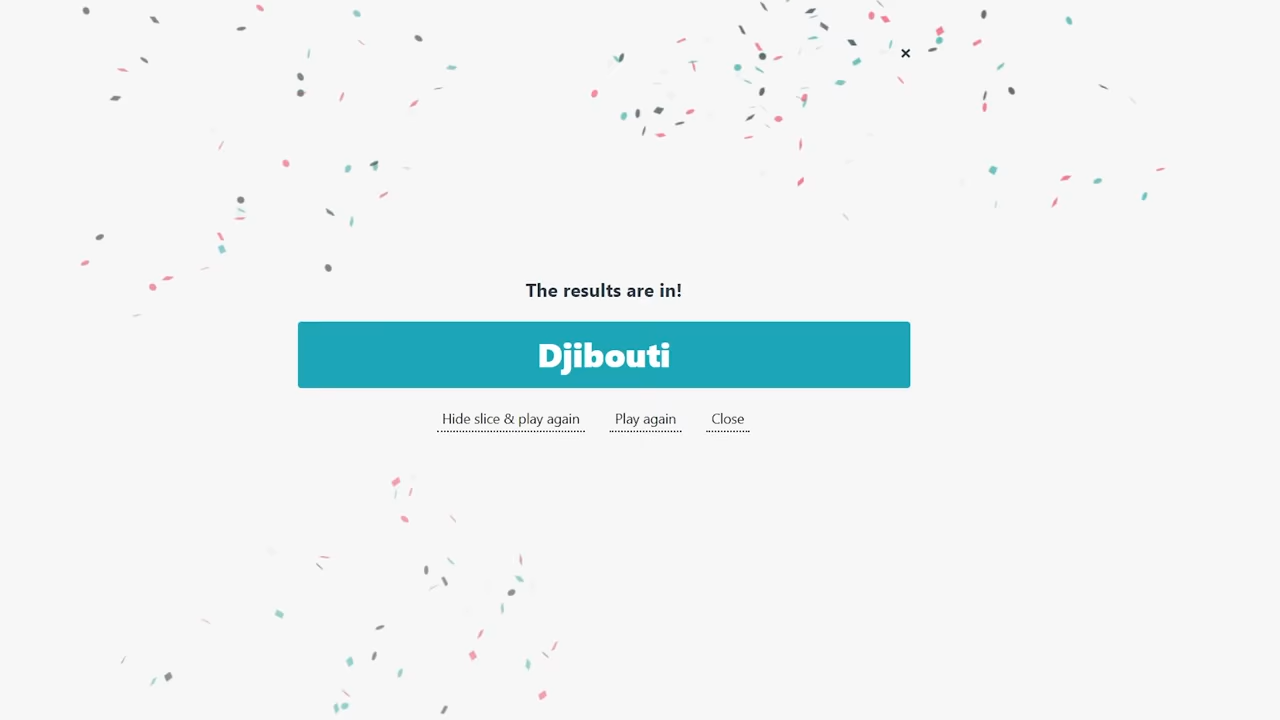 The results are in!
Djibouti
Hide slice & play again Play again Close